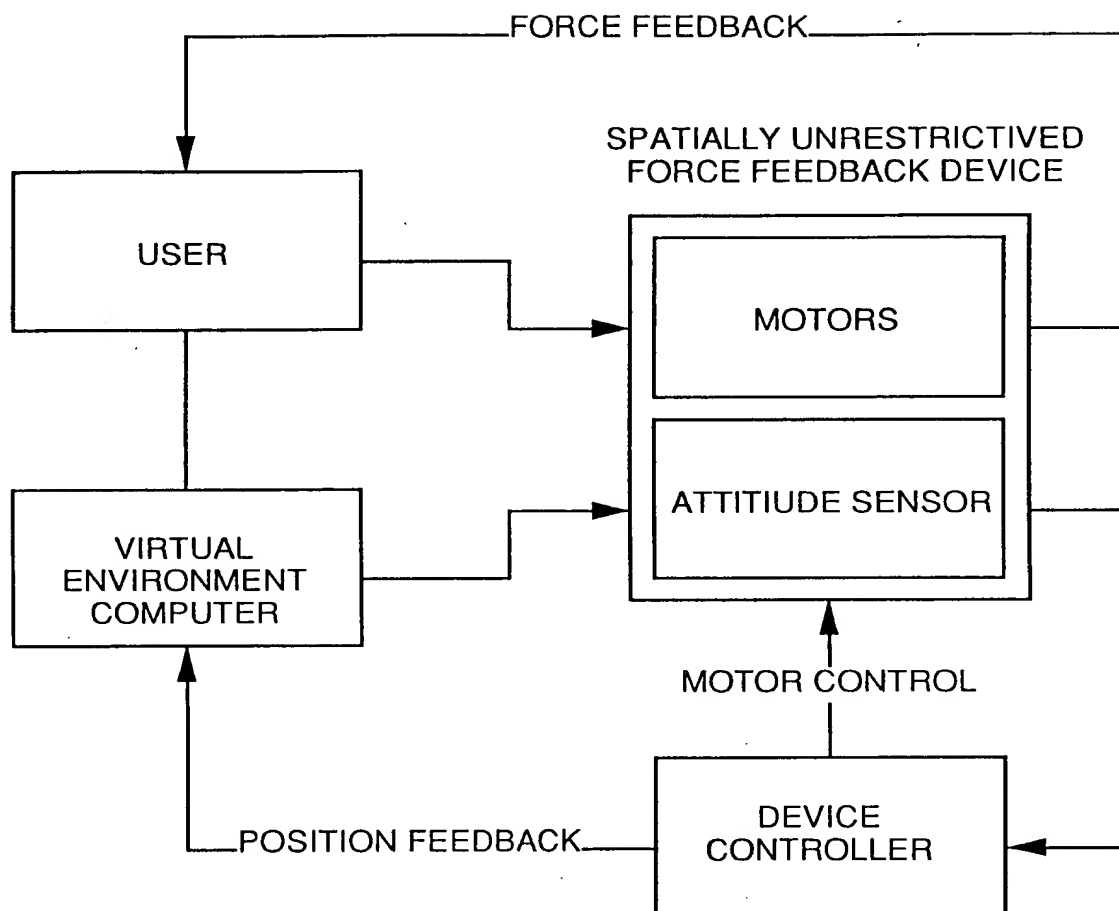 FORCE FEEDBACK
SPATIALLY UNRESTRICTIVED
FORCE FEEDBACK DEVICE
USER
MOTORS
ATTITIUDE SENSOR
VIRTUAL
ENVIRONMENT
COMPUTER
MOTOR CONTROL
POSITION FEEDBACK
DEVICE
CONTROLLER